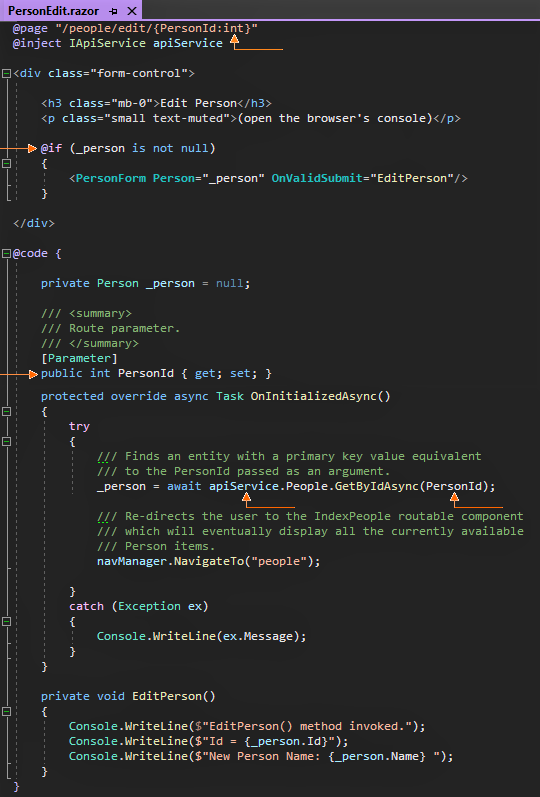 PersonEdit.razor
@page "/people/edit/{PersonId:int}"
@inject IApiService apiService
<div class="form-control">
<h3 class="mb-0">Edit Person</h3>
<p class="small text-muted">(open the browser's console)</p>
@if (_person is not null)
{
<PersonForm Person="_person" OnValidSubmit="EditPerson"/>
}
</div>
@code {
private Person _person = null;
/// <summary>
/// Route parameter.
/// </summary>
[Parameter]
public int PersonId { get; set; }
protected override async Task OnInitializedAsync()
{
try
{
/// Finds an entity with a primary key value equivalent
/// to the PersonId passed as an argument.
_person = await apiService.People.GetByIdAsync(PersonId);
/// Re-directs the user to the IndexPeople routable component
/// which will eventually display all the currently available
/// Person items.
navManager.NavigateTo("people");
}
catch (Exception ex)
{
Console.WriteLine(ex.Message);
}
}
private void EditPerson()
{
Console.WriteLine($"EditPerson() method invoked.");
Console.WriteLine($"Id = {_person.Id}");
Console.WriteLine($"New Person Name: {_person.Name} ");
}
}